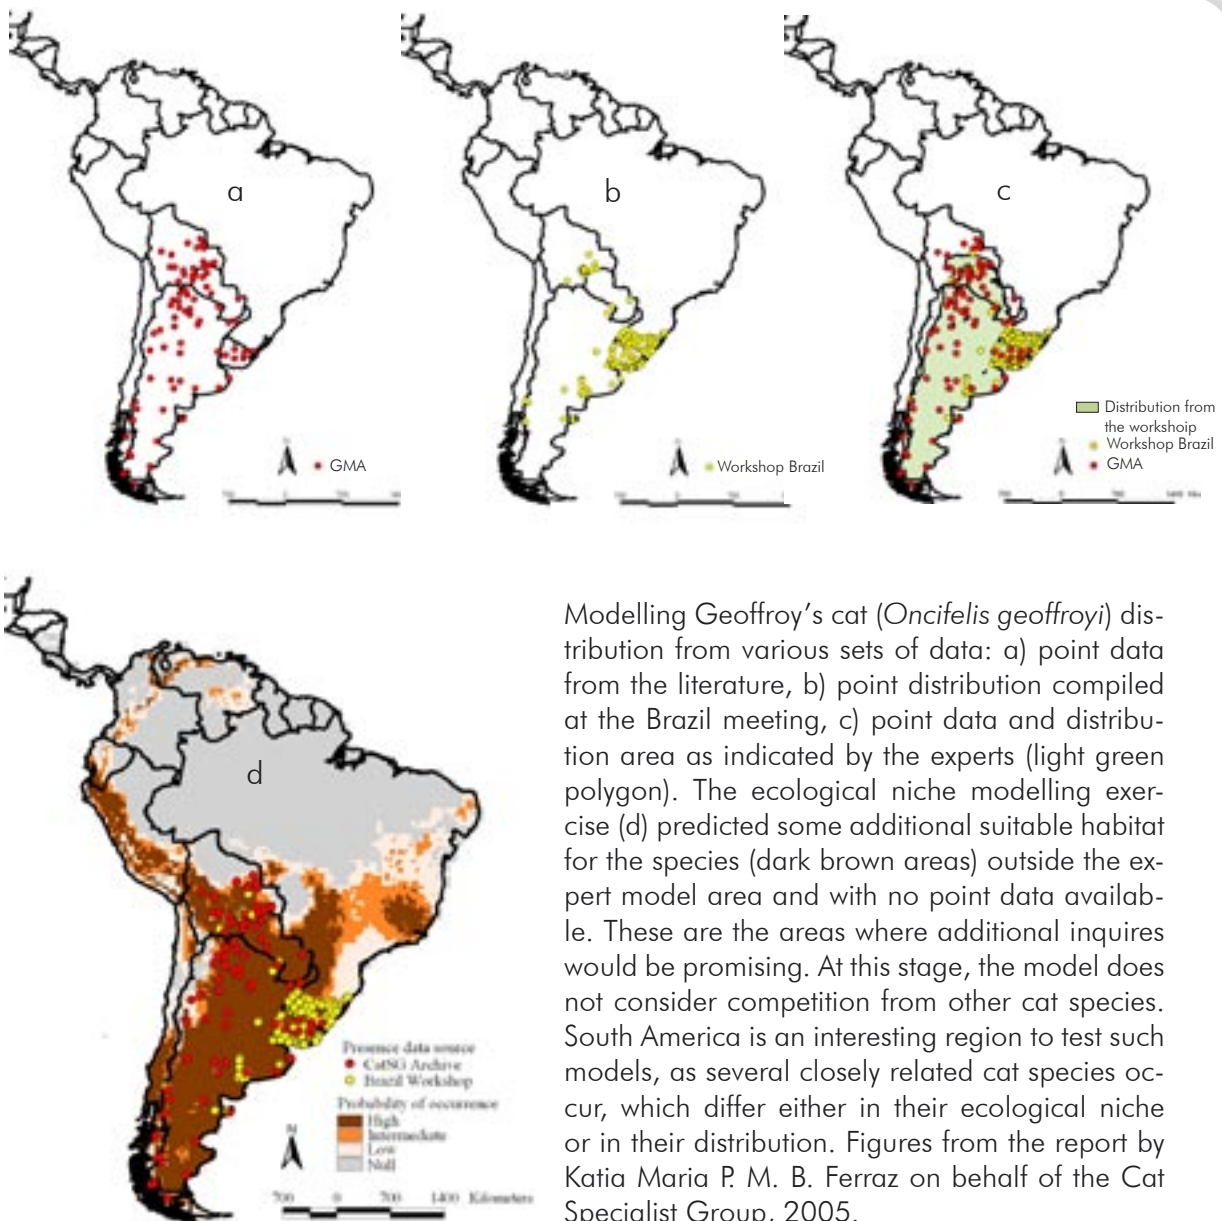 a
b
c
GMA
Workshop Brazil
Distribution from
the workshoip
Workshop Brazil
GMA
d
Presence data source
CatSG Archive
Brazil Workshop
Probability of occurrence
High
Intermediate
Low
Null
N
700 0 700 1400 Kilometers
Modelling Geoffroy's cat (Oncifelis geoffroyi) dis-
tribution from various sets of data: a) point data
from the literature, b) point distribution compiled
at the Brazil meeting, c) point data and distribu-
tion area as indicated by the experts (light green
polygon). The ecological niche modelling exer-
cise (d) predicted some additional suitable habitat
for the species (dark brown areas) outside the ex-
pert model area and with no point data availab-
le. These are the areas where additional inquires
would be promising. At this stage, the model does
not consider competition from other cat species.
South America is an interesting region to test such
models, as several closely related cat species oc-
cur, which differ either in their ecological niche
or in their distribution. Figures from the report by
Katia Maria P. M. B. Ferraz on behalf of the Cat
Specialist Group, 2005.